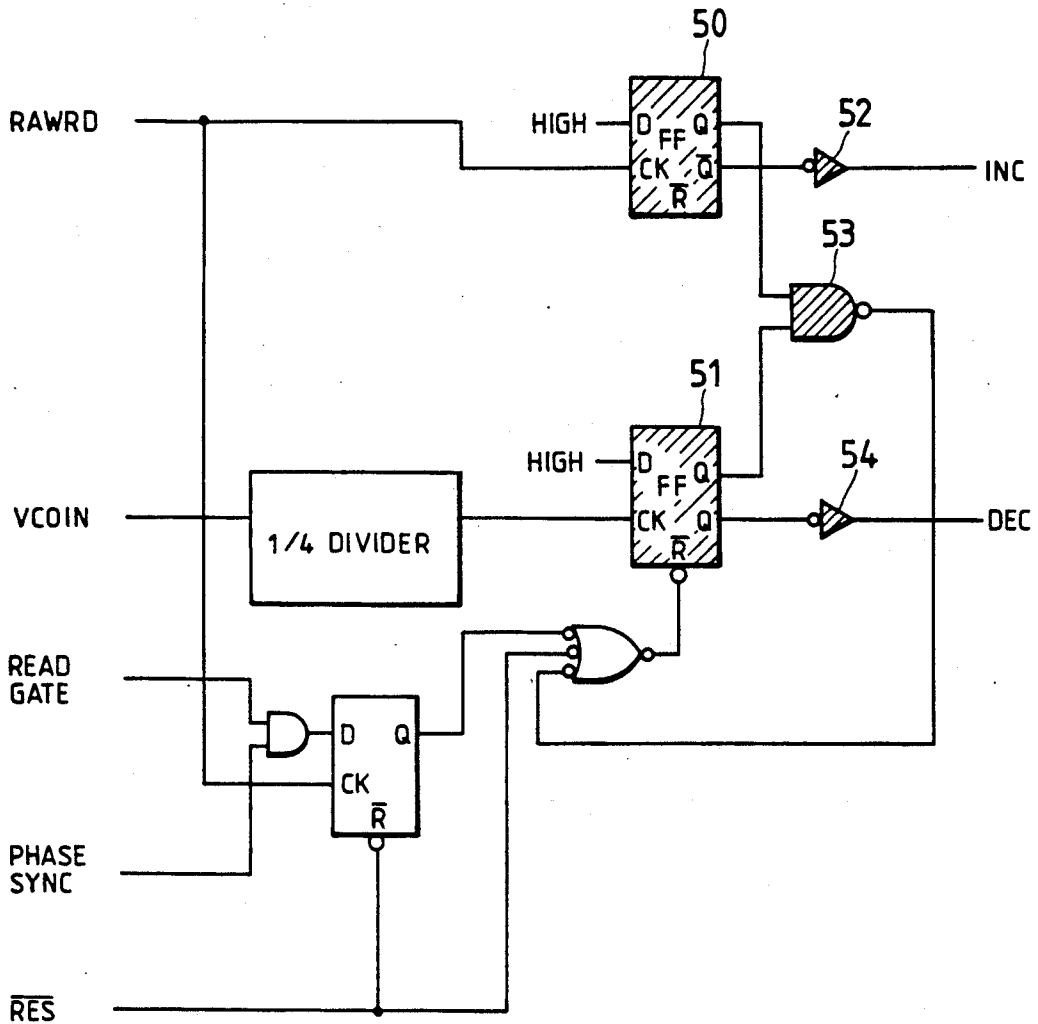 50
RAWRD
HIGH
D
Q
FF
CK
Q̅
R̅
52
INC
53
51
HIGH
D
Q
FF
CK
Q
R̅
54
DEC
VCOIN
1/4 DIVIDER
READ
GATE
D
Q
CK
R̅
PHASE
SYNC
R̅E̅S̅